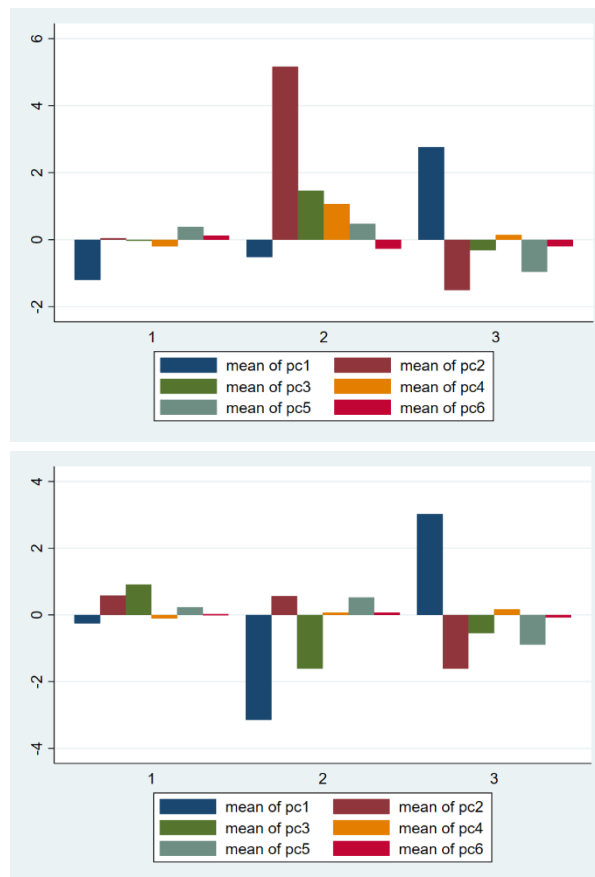 6
4
2
0
-2
1 2 3
mean of pc1 mean of pc2
mean of pc3 mean of pc4
mean of pc5 mean of pc6
4
2
0
-2
-4
1 2 3
mean of pc1 mean of pc2
mean of pc3 mean of pc4
mean of pc5 mean of pc6